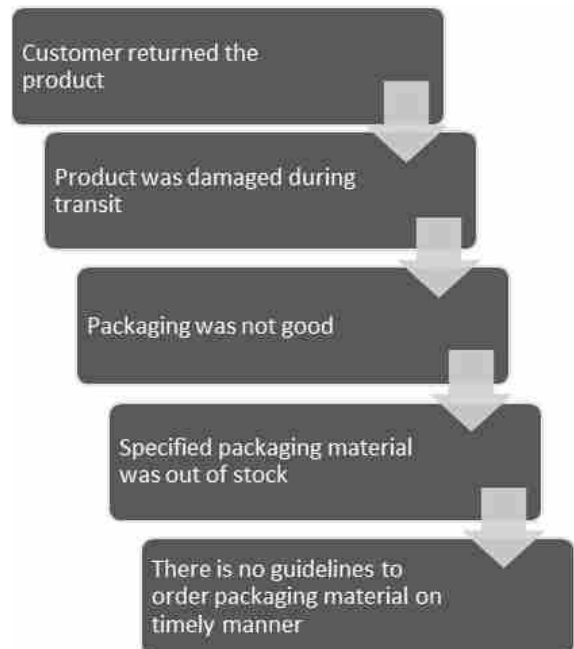 Customer returned the
product
Product was damaged during
transit
Packaging was not good
Specified packaging material
was out of stock
There is no guidelines to
order packaging material on
timely manner